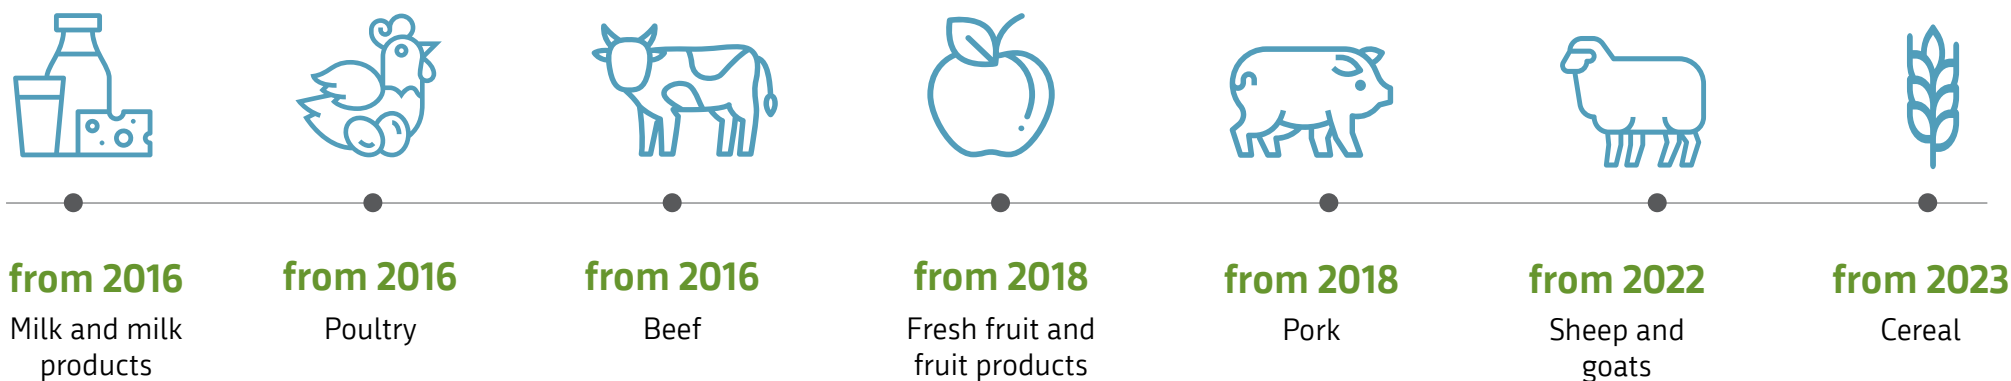 from 2016
Milk and milk
products
from 2016
Poultry
from 2016
Beef
from 2018
Fresh fruit and
fruit products
from 2018
Pork
from 2022
Sheep and
goats
from 2023
Cereal